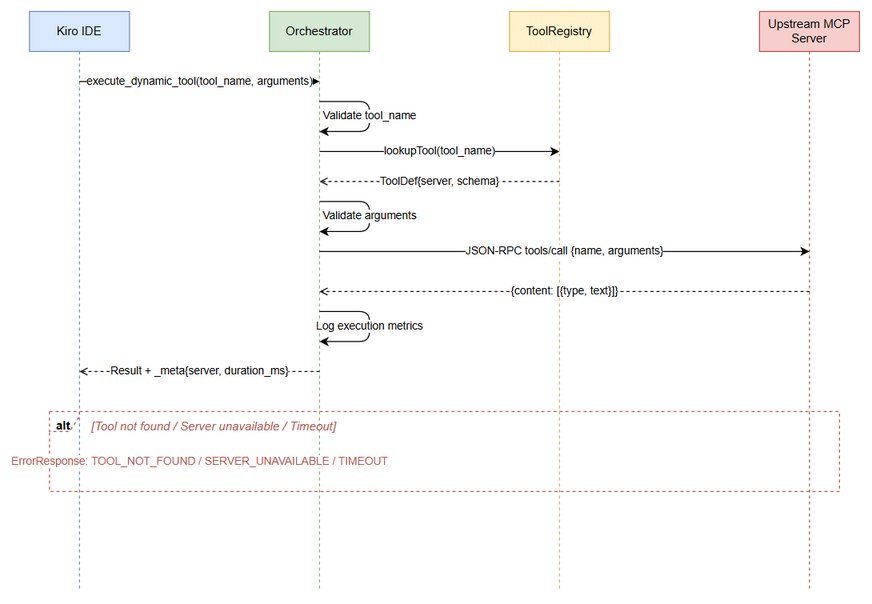 Kiro IDE
Orchestrator
ToolRegistry
Upstream MCP
Server
execute_dynamic_tool(tool_name, arguments)
Validate tool_name
lookupTool(tool_name)
ToolDef{server, schema}
Validate arguments
JSON-RPC tools/call {name, arguments}
{content: [{type, text}]}
Log execution metrics
Result + _meta{server, duration_ms}
alt
[Tool not found / Server unavailable / Timeout]
ErrorResponse: TOOL_NOT_FOUND / SERVER_UNAVAILABLE / TIMEOUT